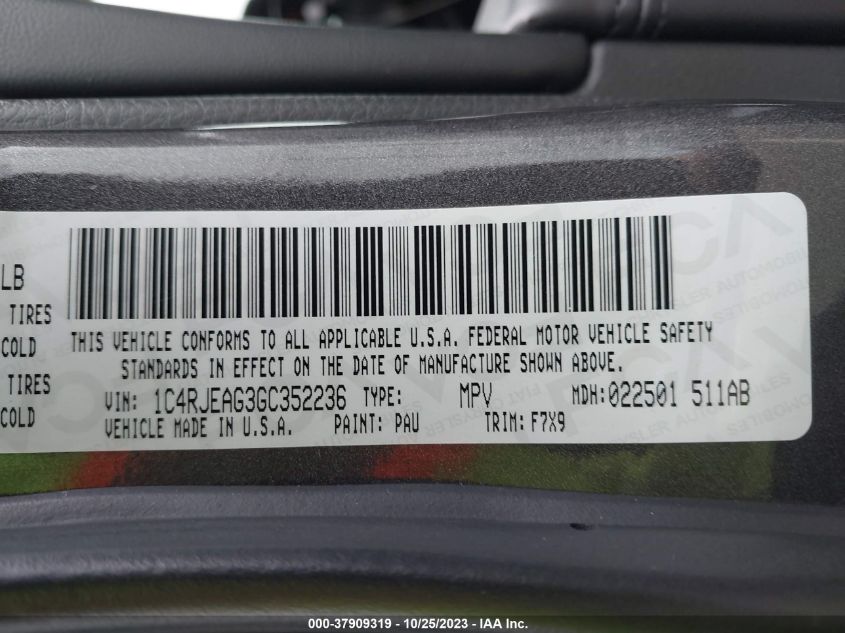 LB
TIRES
COLD
TIRES
COLD
THIS VEHICLE CONFORMS TO ALL APPLICABLE U.S.A. FEDERAL MOTOR VEHICLE SAFETY
STANDARDS IN EFFECT ON THE DATE OF MANUFACTURE SHOWN ABOVE.
VIN: 1C4RJEAG3GC352236 TYPE: MPV MDH: 022501 511AB
VEHICLE MADE IN U.S.A. PAINT: PAU TRIM: F7X9
000-37909319 - 10/25/2023 - IAA Inc.